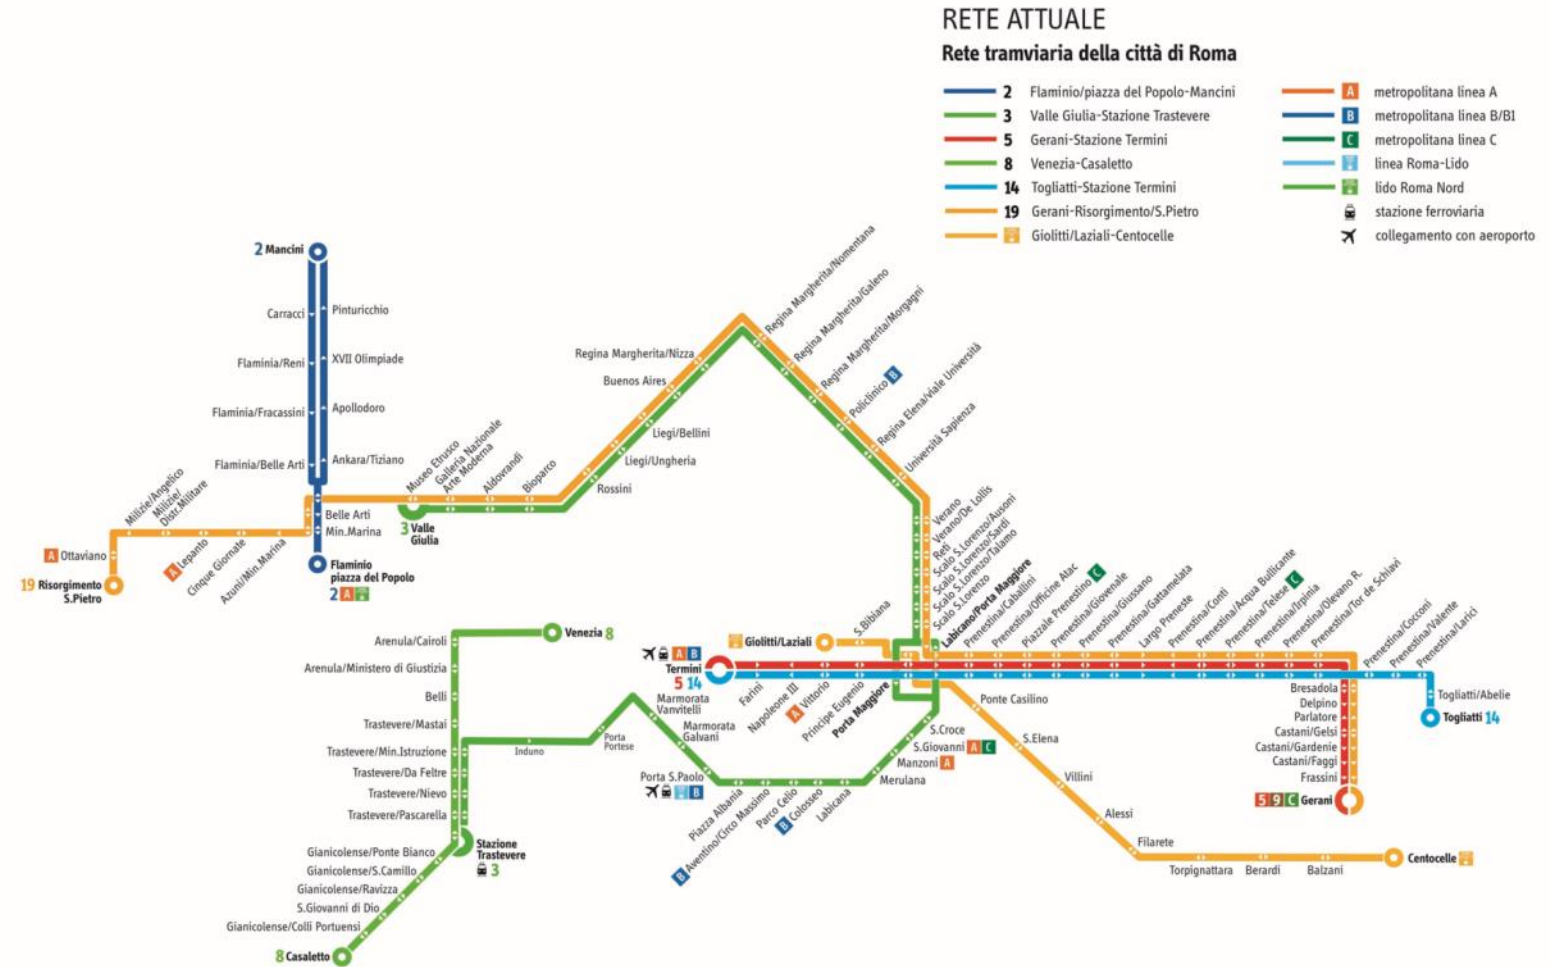 RETE ATTUALE
Rete tramviaria della città di Roma
2 Flaminio/piazza del Popolo-Mancini
3 Valle Giulia-Stazione Trastevere
5 Gerani-Stazione Termini
8 Venezia-Casaletto
14 Togliatti-Stazione Termini
19 Gerani-Risorgimento/S.Pietro
Giolitti/Laziali-Centocelle
A metropolitana linea A
B metropolitana linea B/B1
C metropolitana linea C
linea Roma-Lido
lido Roma Nord
stazione ferroviaria
collegamento con aeroporto
2 Mancini
Carracci
Pinturicchio
Flaminia/Reni
XVII Olimpiade
Flaminia/Fracassini
Apollodoro
Flaminia/Belle Arti
Ankara/Tiziano
Belle Arti
Min.Marina
Flaminio
piazza del Popolo
2 A
Milizie/Angelico
Milizie/
Distr.Militare
A Ottaviano
19 Risorgimento
S.Pietro
A Lepanto
Cinque Giornate
Azuni/Min.Marina
Museo Etrusco
Galleria Nazionale
Arte Moderna
Aldovrandi
Bioparco
3 Valle
Giulia
Rossini
Liegi/Ungheria
Liegi/Bellini
Buenos Aires
Regina Margherita/Nizza
Regina Margherita/Nomentana
Regina Margherita/Galeno
Regina Margherita/Morgagni
Policlinico B
Regina Elena/viale Università
Università Sapienza
Verano
Verano/De Lollis
Reti
Scalo S.Lorenzo/Ausoni
Scalo S.Lorenzo/Sardi
Scalo S.Lorenzo/Talamo
Scalo S.Lorenzo
Labicano/Porta Maggiore
Prenestina/Caballini
Prenestina/Officine Atac
Piazzale Prenestino C
Prenestina/Giovenale
Prenestina/Giussano
Prenestina/Gattamelata
Largo Preneste
Prenestina/Conti
Prenestina/Acqua Bullicante
Prenestina/Telese C
Prenestina/Irpinia
Prenestina/Olevano R.
Prenestina/Tor de Schiavi
Prenestina/Cocconi
Prenestina/Valente
Prenestina/Larici
Togliatti/Abelie
Togliatti 14
Bresadola
Delpino
Parlatore
Castani/Gelsi
Castani/Gardenie
Castani/Faggi
Frassini
5 9 C Gerani
S.Bibiana
Giolitti/Laziali
A B
Termini
5 14
Farini
Napoleone III
A Vittorio
Principe Eugenio
Porta Maggiore
Ponte Casilino
S.Elena
Villini
Alessi
Filarete
Torpignattara
Berardi
Balzani
Centocelle
S.Croce
S.Giovanni A C
Manzoni A
Merulana
Labicana
B Colosseo
Parco Celio
B Aventino/Circo Massimo
Piazza Albania
Porta S.Paolo
B
Marmorata
Galvani
Marmorata
Vanvitelli
Porta
Portese
Induno
Venezia 8
Arenula/Cairoli
Arenula/Ministero di Giustizia
Belli
Trastevere/Mastai
Trastevere/Min.Istruzione
Trastevere/Da Feltre
Trastevere/Nievo
Trastevere/Pascarella
Stazione
Trastevere
3
Gianicolense/Ponte Bianco
Gianicolense/S.Camillo
Gianicolense/Ravizza
S.Giovanni di Dio
Gianicolense/Colli Portuensi
8 Casaletto